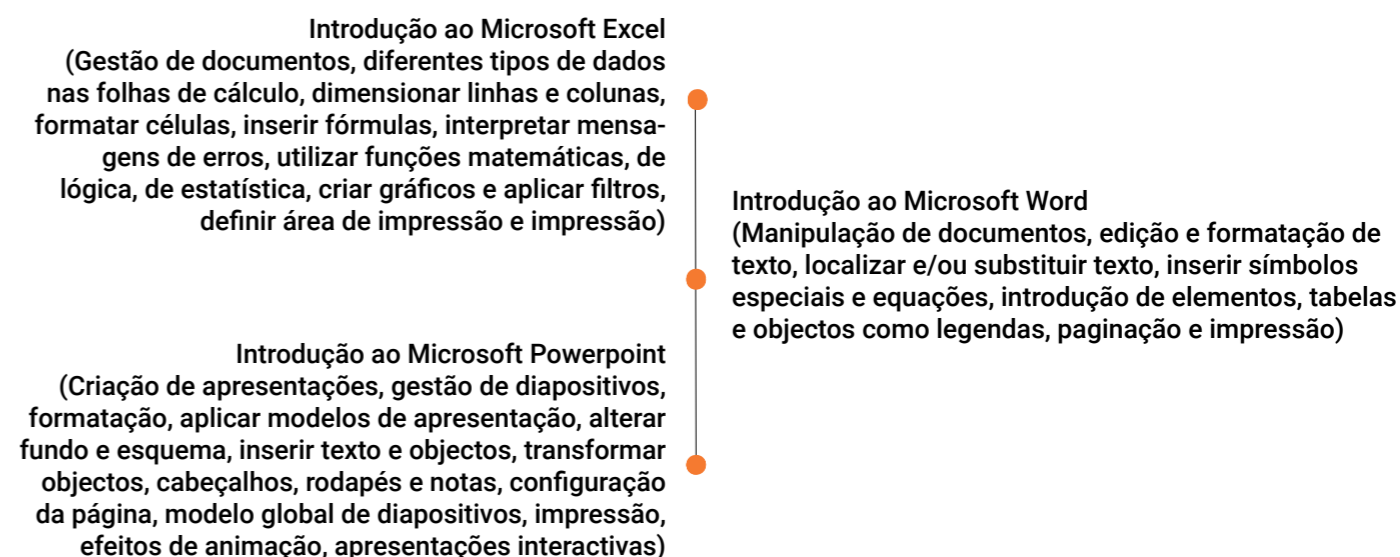 Introdução ao Microsoft Excel
(Gestão de documentos, diferentes tipos de dados
nas folhas de cálculo, dimensionar linhas e colunas,
formatar células, inserir fórmulas, interpretar mensa-
gens de erros, utilizar funções matemáticas, de
lógica, de estatística, criar gráficos e aplicar filtros,
definir área de impressão e impressão)
Introdução ao Microsoft Word
(Manipulação de documentos, edição e formatação de
texto, localizar e/ou substituir texto, inserir símbolos
especiais e equações, introdução de elementos, tabelas
e objectos como legendas, paginação e impressão)
Introdução ao Microsoft Powerpoint
(Criação de apresentações, gestão de diapositivos,
formatação, aplicar modelos de apresentação, alterar
fundo e esquema, inserir texto e objectos, transformar
objectos, cabeçalhos, rodapés e notas, configuração
da página, modelo global de diapositivos, impressão,
efeitos de animação, apresentações interactivas)